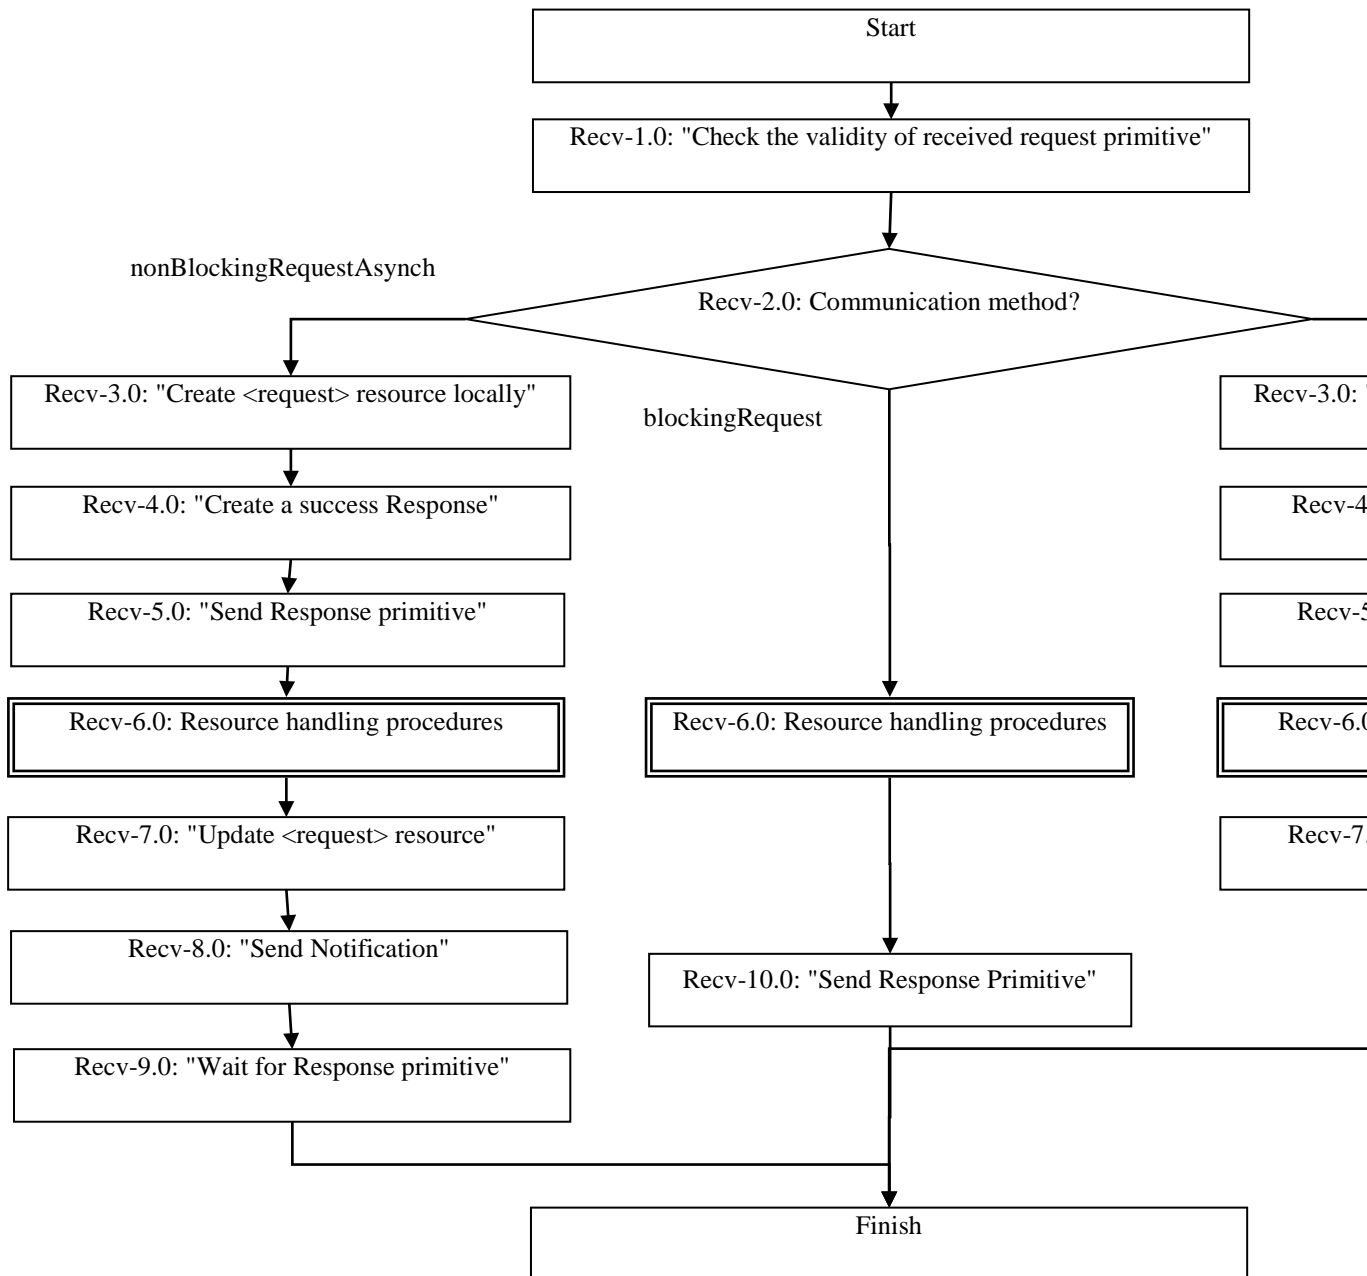 Start
Recv-1.0: "Check the validity of received request primitive"
nonBlockingRequestAsynch
Recv-2.0: Communication method?
Recv-3.0: "Create <request> resource locally"
blockingRequest
Recv-3.0: "
Recv-4.0: "Create a success Response"
Recv-4
Recv-5.0: "Send Response primitive"
Recv-5
Recv-6.0: Resource handling procedures
Recv-6.0: Resource handling procedures
Recv-6.0
Recv-7.0: "Update <request> resource"
Recv-7.
Recv-8.0: "Send Notification"
Recv-10.0: "Send Response Primitive"
Recv-9.0: "Wait for Response primitive"
Finish